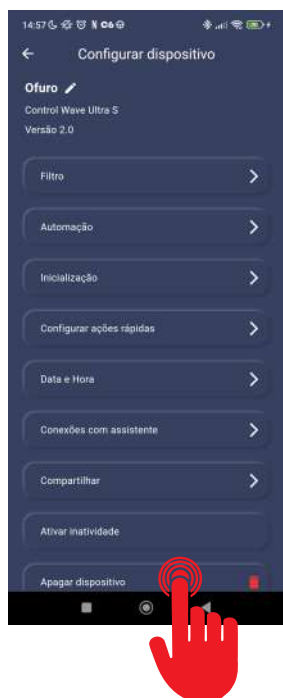 14:57 C6
Configurar dispositivo
Ofuro
Control Wave Ultra S
Versão 2.0
Filtro
Automação
Inicialização
Configurar ações rápidas
Data e Hora
Conexões com assistente
Compartilhar
Ativar inatividade
Apagar dispositivo